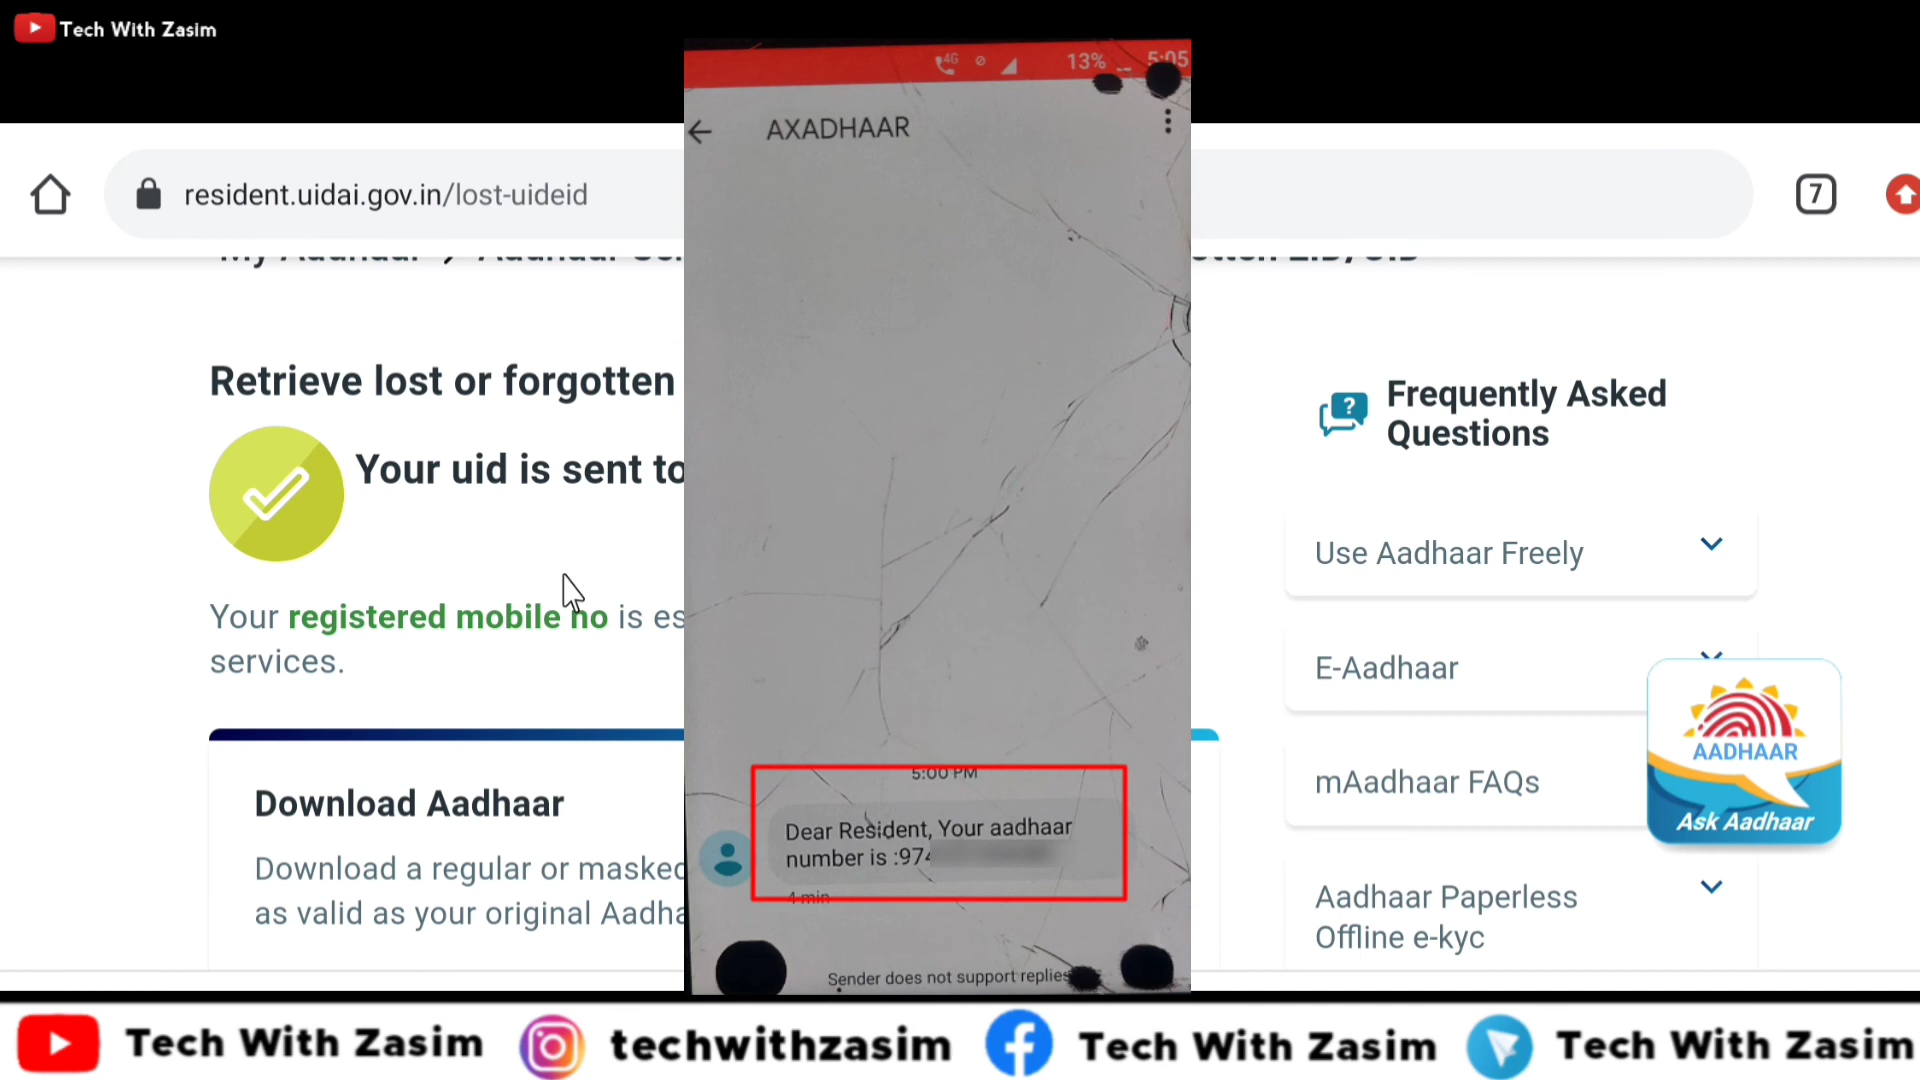 Tech With Zasim
4G 13% 5:05
AXADHAAR
resident.uidai.gov.in/lost-uideid
7
My Aadhaar > Aadhaar
Retrieve lost or forgotten
Your uid is sent to
Your registered mobile no is es
services.
Download Aadhaar
Download a regular or masked
as valid as your original Aadha
5:00 PM
Dear Resident, Your aadhaar
number is :974
4 min
Sender does not support replies
Frequently Asked
Questions
Use Aadhaar Freely
E-Aadhaar
mAadhaar FAQs
Aadhaar Paperless
Offline e-kyc
AADHAAR
Ask Aadhaar
Tech With Zasim
techwithzasim
Tech With Zasim
Tech With Zasim